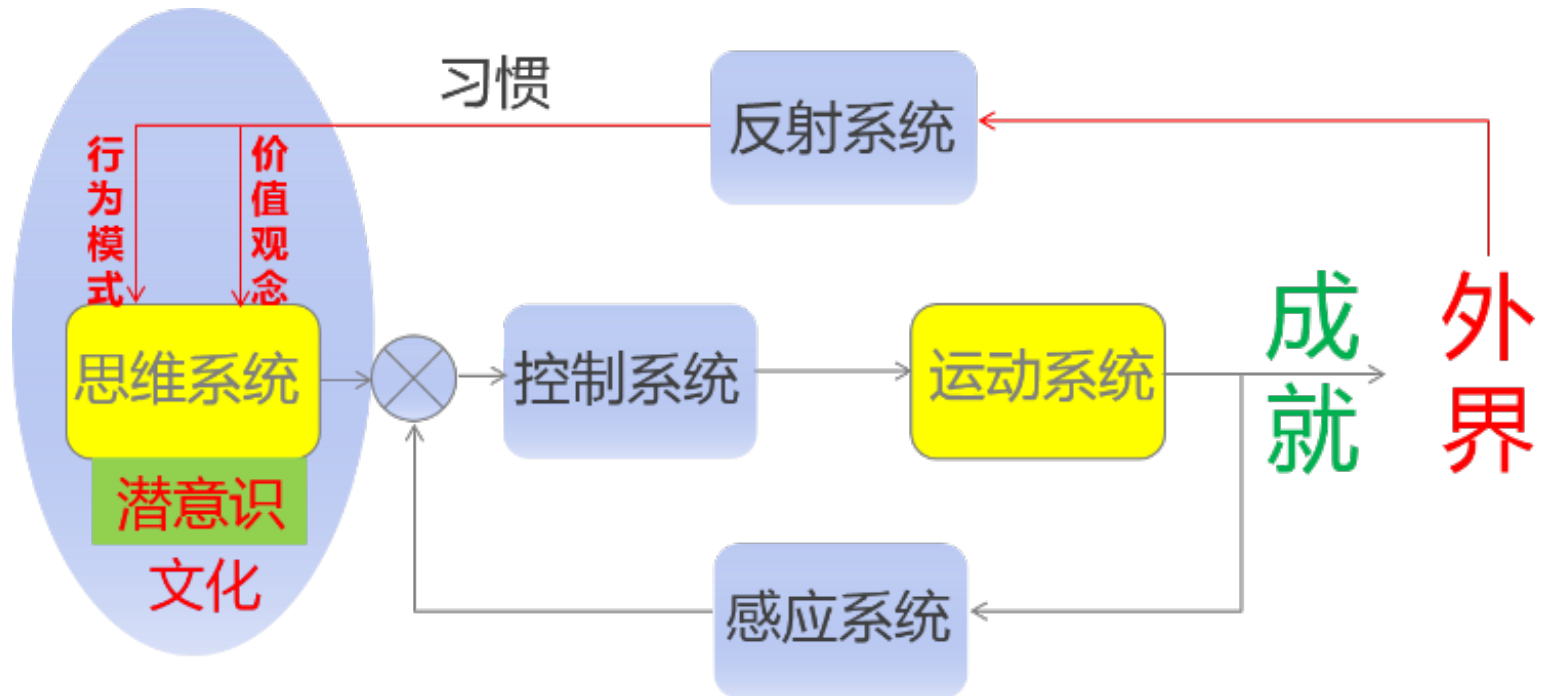 习惯
反射系统
行为模式
价值观念
思维系统
控制系统
运动系统
成就
外界
潜意识
文化
感应系统